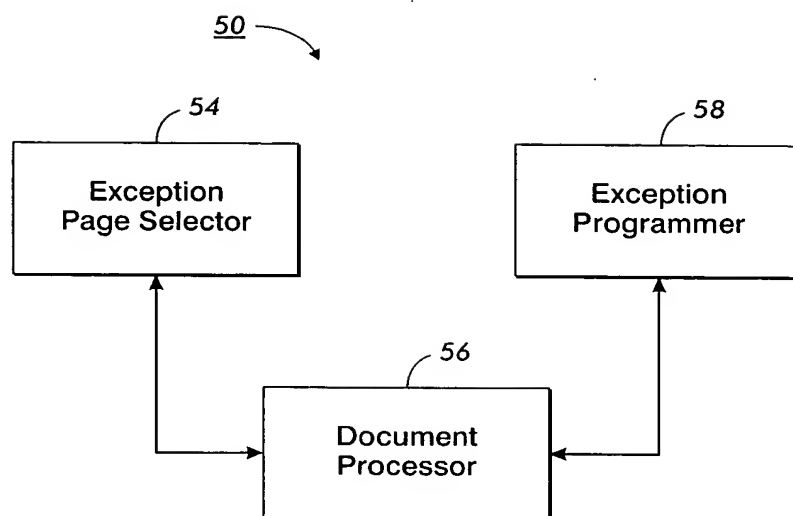 50
54
58
Exception
Page Selector
Exception
Programmer
56
Document
Processor